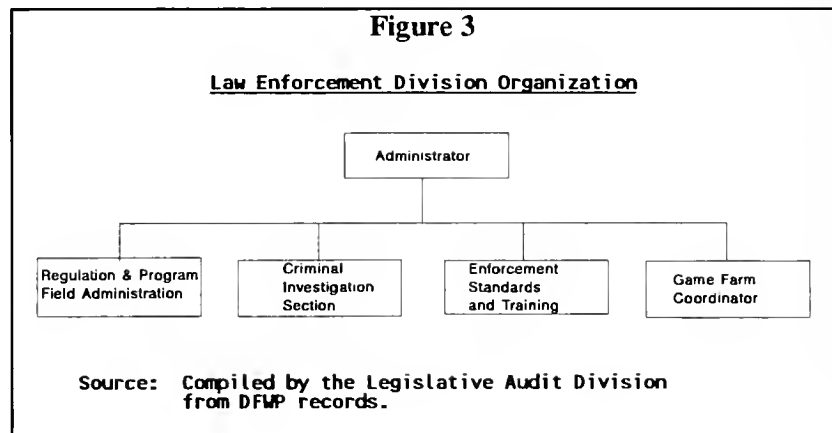 Figure 3
Law Enforcement Division Organization
Administrator
Regulation & Program
Field Administration
Criminal
Investigation
Section
Enforcement
Standards
and Training
Game Farm
Coordinator
Source: Compiled by the Legislative Audit Division
from DFWP records.